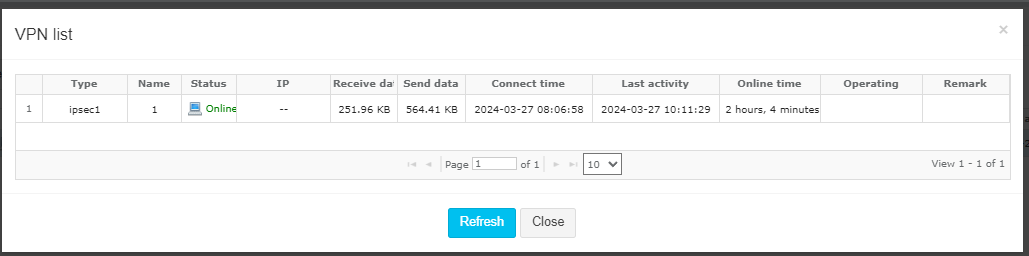 VPN list
×
Type Name Status IP Receive dat Send data Connect time Last activity Online time Operating Remark
1 ipsec1 1 Online -- 251.96 KB 564.41 KB 2024-03-27 08:06:58 2024-03-27 10:11:29 2 hours, 4 minutes
Page 1 of 1 10 View 1 - 1 of 1
Refresh Close